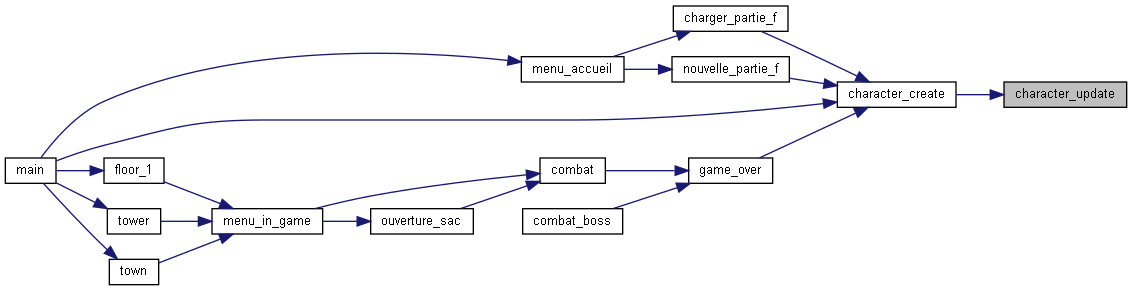 charger_partie_f
menu_accueil
nouvelle_partie_f
character_create
character_update
main
floor_1
combat
game_over
tower
menu_in_game
ouverture_sac
combat_boss
town